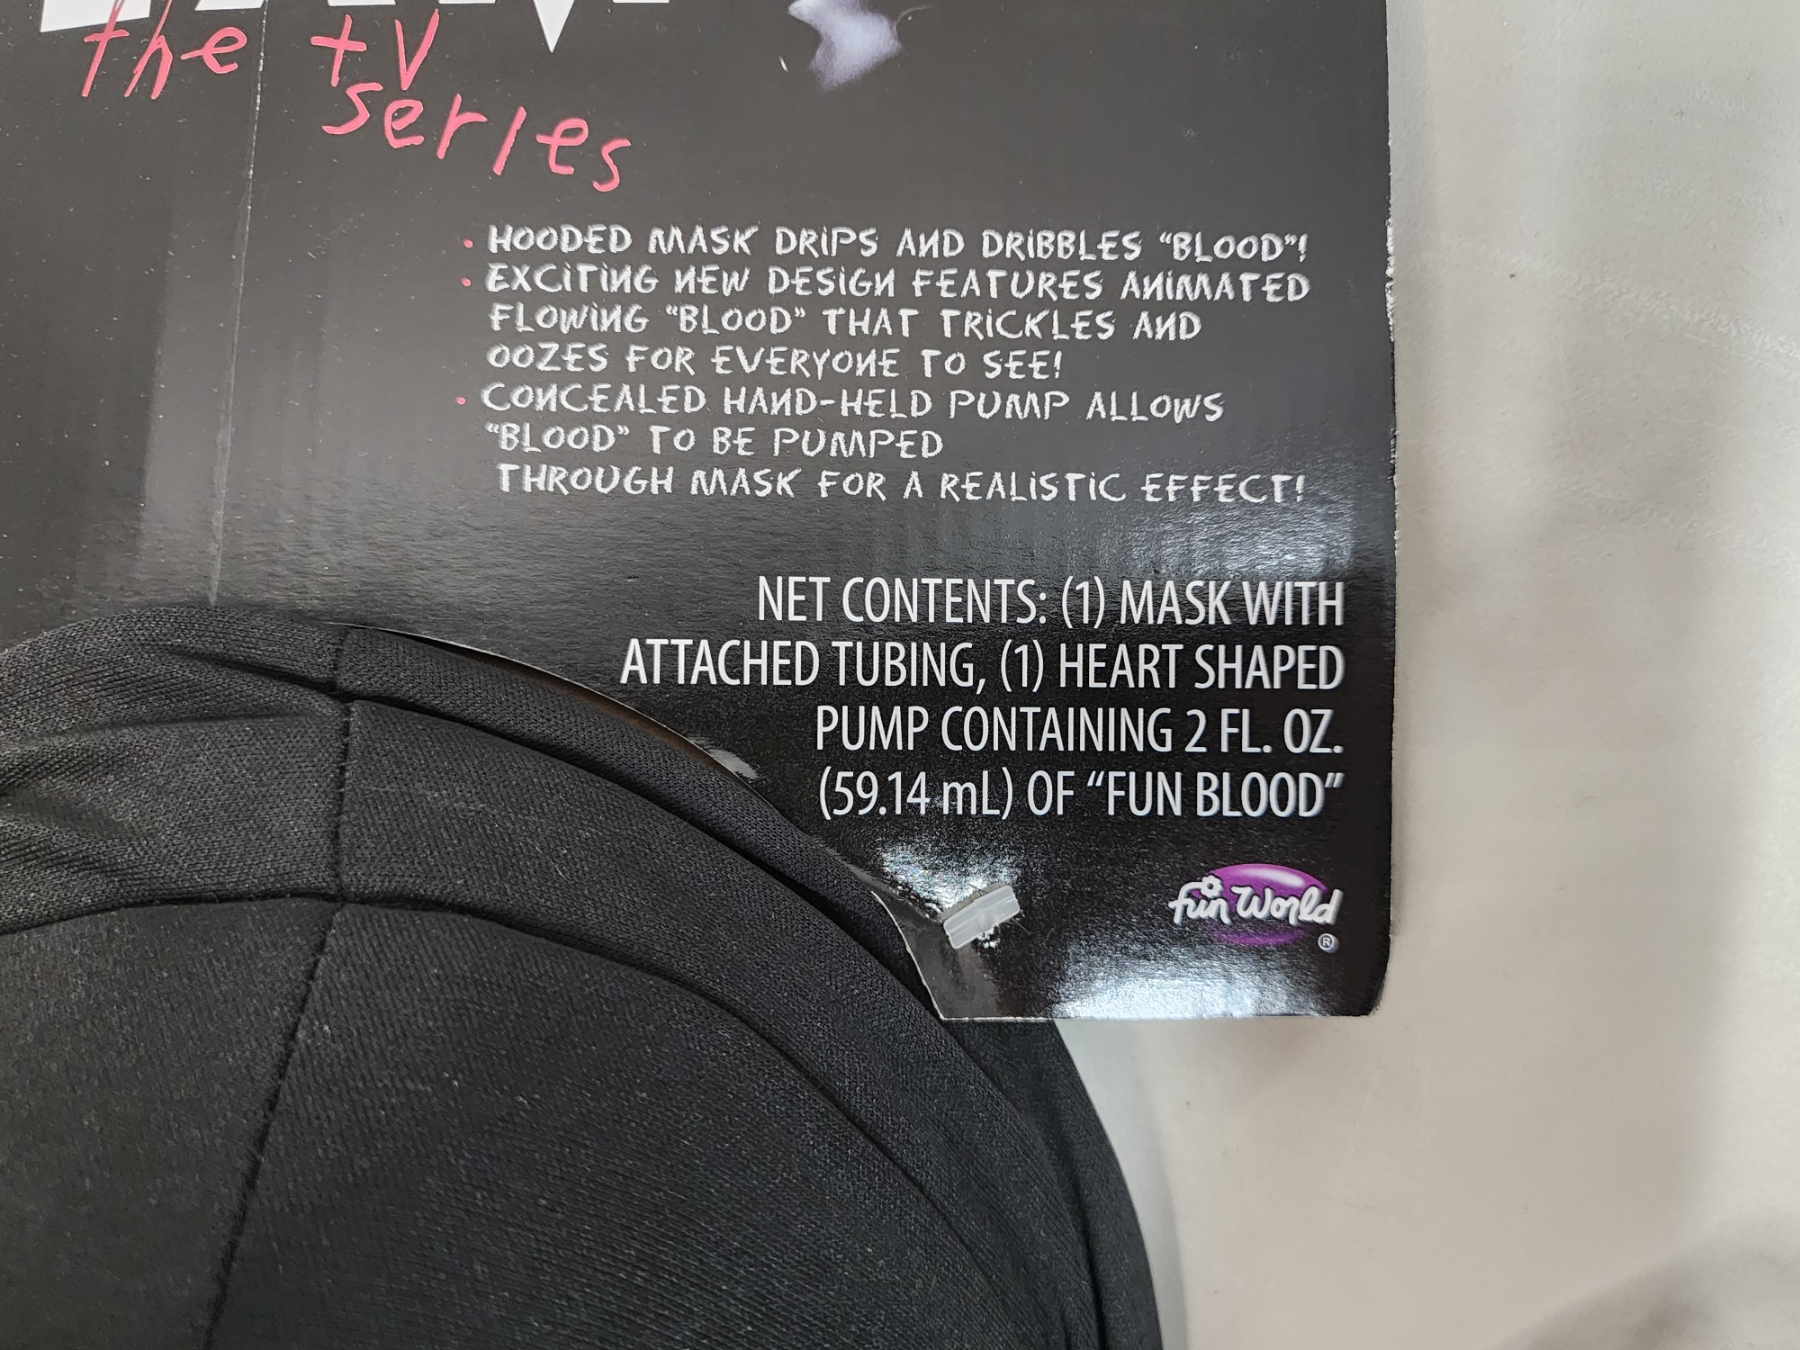 the tv
series
• HOODED MASK DRIPS AND DRIBBLES “BLOOD”!
• EXCITING NEW DESIGN FEATURES ANIMATED
FLOWING “BLOOD” THAT TRICKLES AND
OOZES FOR EVERYONE TO SEE!
• CONCEALED HAND-HELD PUMP ALLOWS
“BLOOD” TO BE PUMPED
THROUGH MASK FOR A REALISTIC EFFECT!
NET CONTENTS: (1) MASK WITH
ATTACHED TUBING, (1) HEART SHAPED
PUMP CONTAINING 2 FL. OZ.
(59.14 mL) OF “FUN BLOOD”
fun World
®